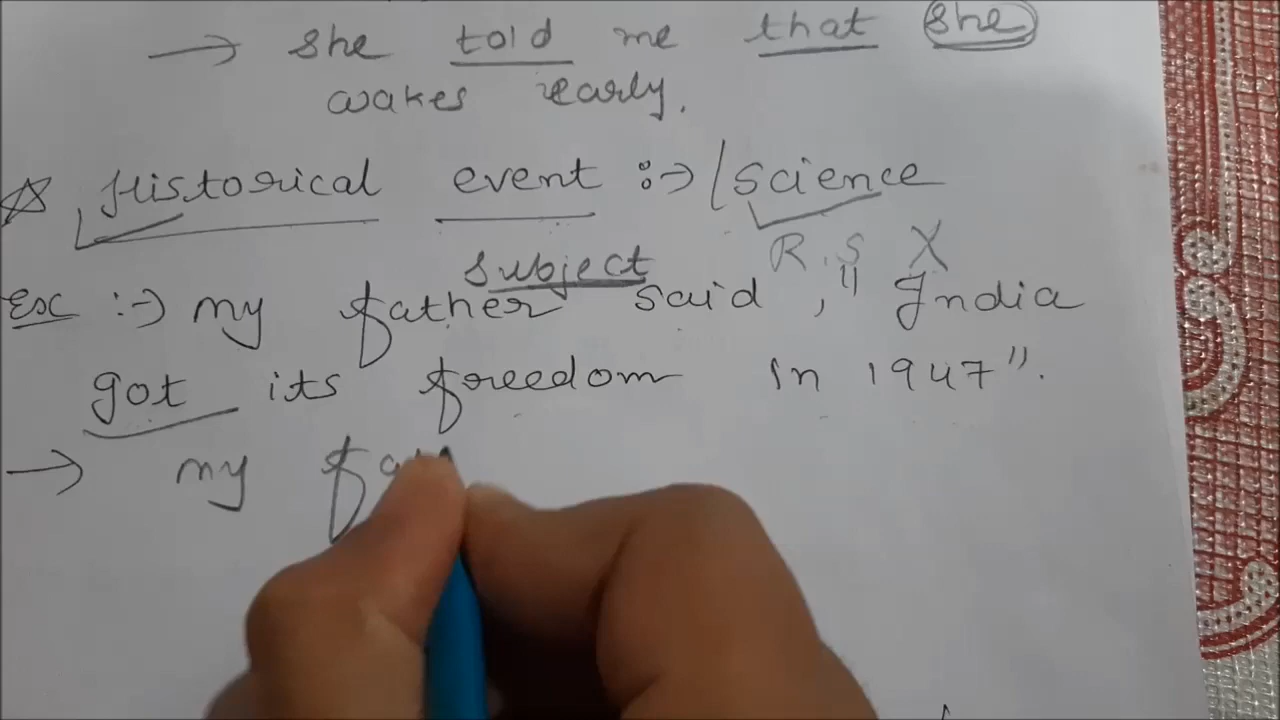 → she told me that she
wakes early.
☆ Historical event :-> / Science
subject R.S X
Ex :-> my father said ," India
got its freedom in 1947".
→ my fa